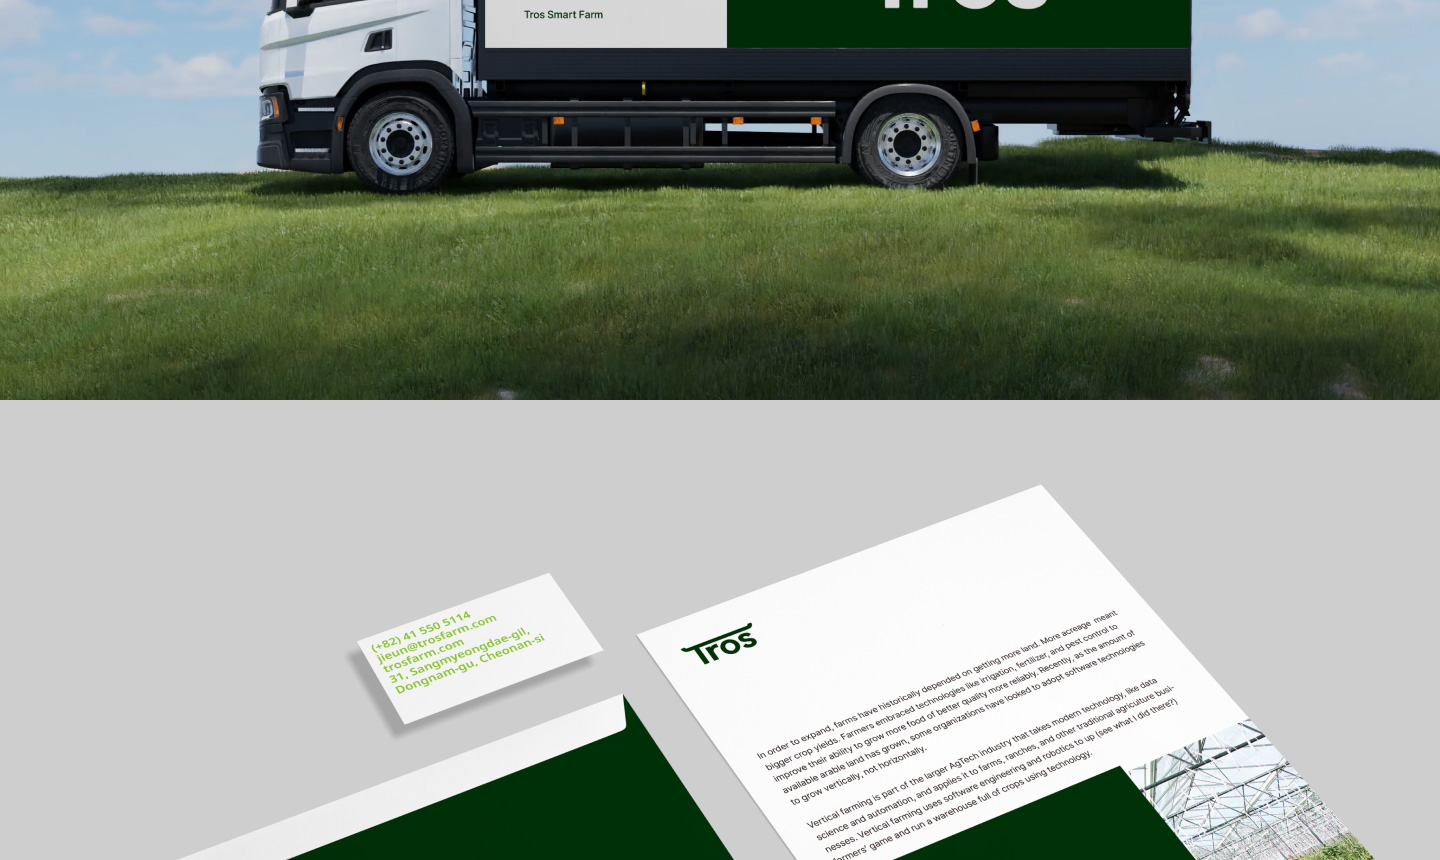 Tros Smart Farm
Tros
(+82) 41 550 5114
jieun@trosfarm.com
trosfarm.com
31, Sangmyeongdae-gil,
Dongnam-gu, Cheonan-si
Tros
In order to expand, farms have historically depended on getting more land. More acreage meant
bigger crop yields. Farmers embraced technologies like irrigation, fertilizer, and pest control to
improve their ability to grow more food of better quality more reliably. Recently, as the amount of
available arable land has grown, some organizations have looked to adopt software technologies
to grow vertically, not horizontally.
Vertical farming is part of the larger AgTech industry that takes modern technology, like data
science and automation, and applies it to farms, ranches, and other traditional agriculture busi-
nesses. Vertical farming uses software engineering and robotics to up (see what I did there?)
farmers' game and run a warehouse full of crops using technology.